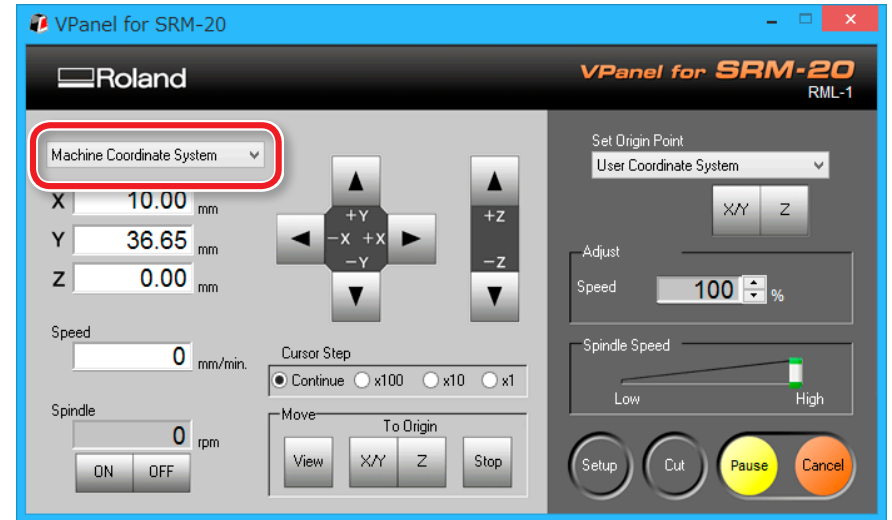 VPanel for SRM-20
Roland
VPanel for SRM-20
RML-1
Machine Coordinate System
X 10.00 mm
Y 36.65 mm
Z 0.00 mm
+Y
-X +X
-Y
+Z
-Z
Speed
0 mm/min.
Spindle
0 rpm
ON OFF
Cursor Step
Continue x100 x10 x1
Move
To Origin
View X/Y Z Stop
Set Origin Point
User Coordinate System
X/Y Z
Adjust
Speed 100 %
Spindle Speed
Low High
Setup Cut Pause Cancel